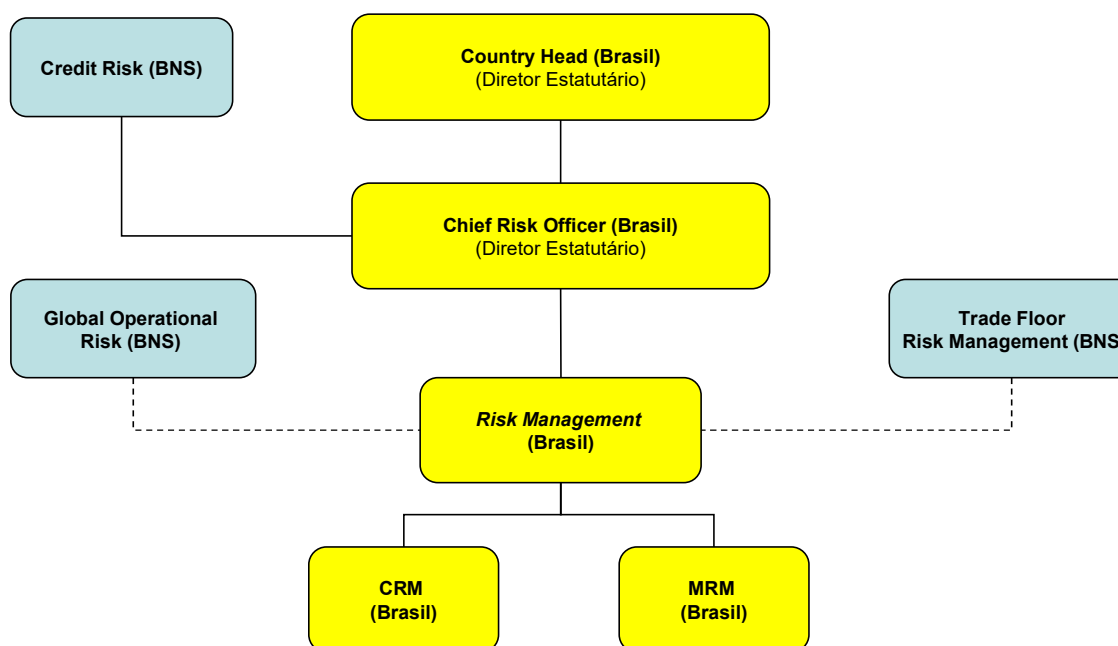 Credit Risk (BNS)
Country Head (Brasil)
(Diretor Estatutário)
Chief Risk Officer (Brasil)
(Diretor Estatutário)
Global Operational
Risk (BNS)
Trade Floor
Risk Management (BNS
Risk Management
(Brasil)
CRM
(Brasil)
MRM
(Brasil)